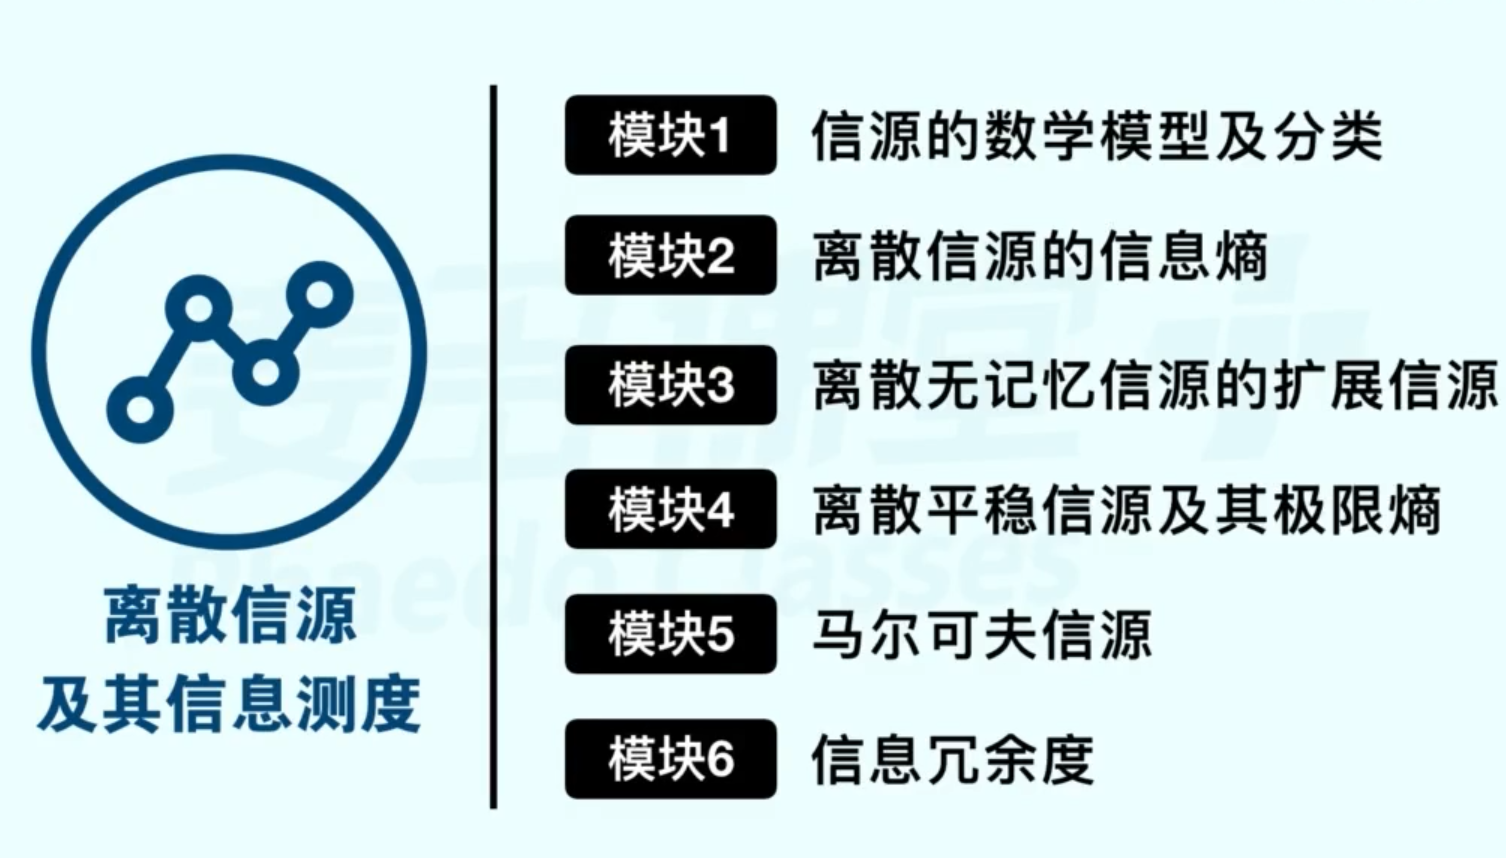 模块1 信源的数学模型及分类
模块2 离散信源的信息熵
模块3 离散无记忆信源的扩展信源
模块4 离散平稳信源及其极限熵
模块5 马尔可夫信源
模块6 信息冗余度
离散信源
及其信息测度
Phaedo Classes